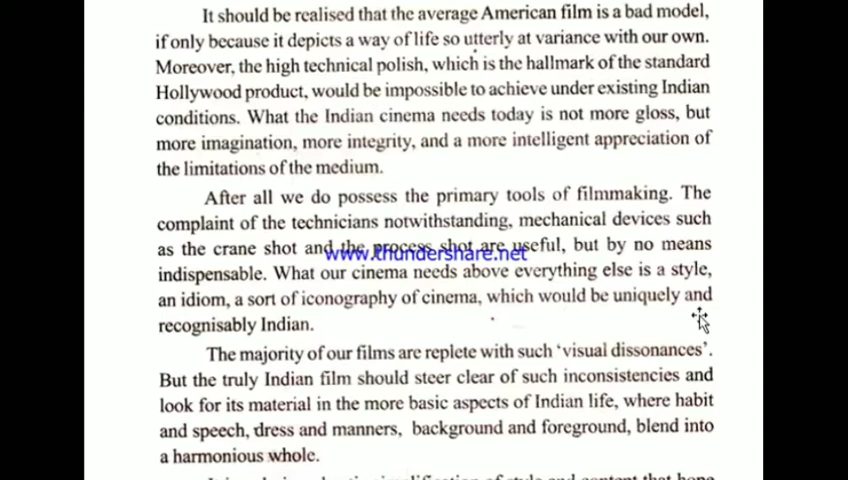 It should be realised that the average American film is a bad model,
if only because it depicts a way of life so utterly at variance with our own.
Moreover, the high technical polish, which is the hallmark of the standard
Hollywood product, would be impossible to achieve under existing Indian
conditions. What the Indian cinema needs today is not more gloss, but
more imagination, more integrity, and a more intelligent appreciation of
the limitations of the medium.
After all we do possess the primary tools of filmmaking. The
complaint of the technicians notwithstanding, mechanical devices such
as the crane shot and the process shot are useful, but by no means
www.thundershare.net
indispensable. What our cinema needs above everything else is a style,
an idiom, a sort of iconography of cinema, which would be uniquely and
recognisably Indian.
The majority of our films are replete with such ‘visual dissonances’.
But the truly Indian film should steer clear of such inconsistencies and
look for its material in the more basic aspects of Indian life, where habit
and speech, dress and manners, background and foreground, blend into
a harmonious whole.